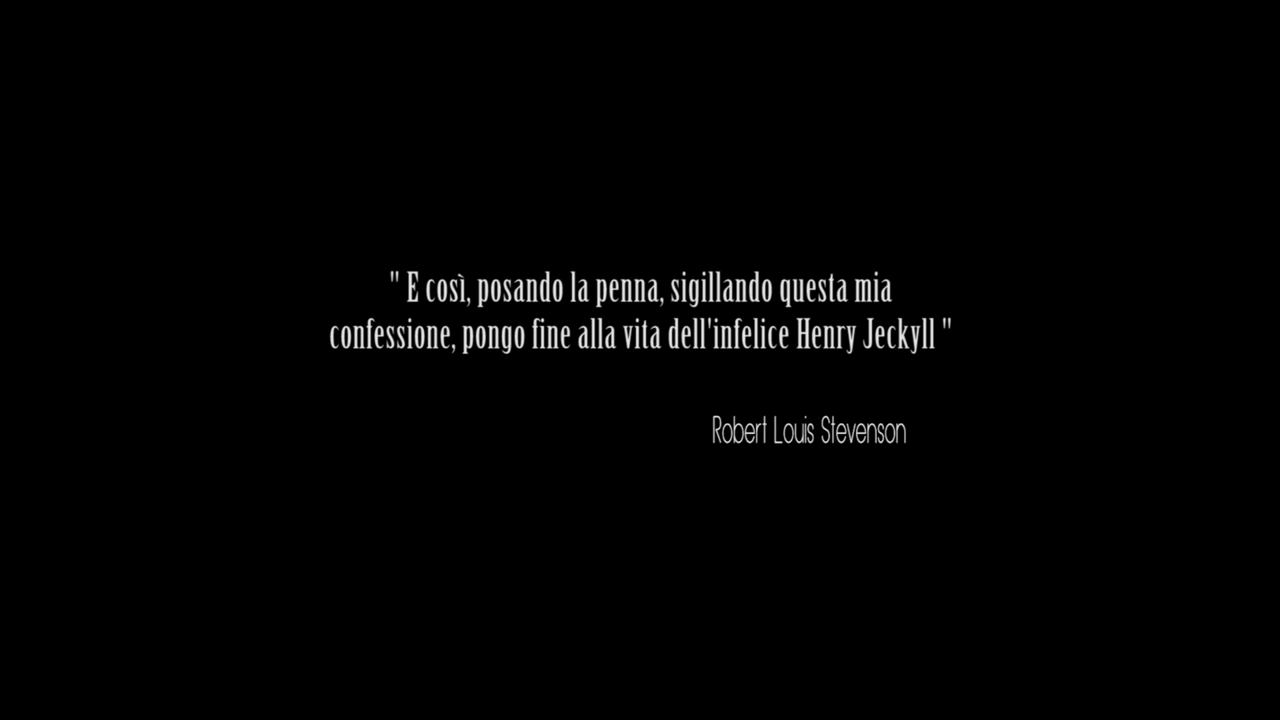 " E così, posando la penna, sigillando questa mia
confessione, pongo fine alla vita dell'infelice Henry Jeckyll "
Robert Louis Stevenson